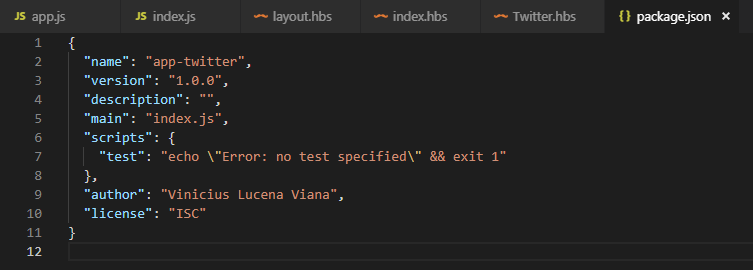 JS app.js JS index.js layout.hbs index.hbs Twitter.hbs {} package.json ×
1 {
2 "name": "app-twitter",
3 "version": "1.0.0",
4 "description": "",
5 "main": "index.js",
6 "scripts": {
7 "test": "echo \"Error: no test specified\" && exit 1"
8 },
9 "author": "Vinicius Lucena Viana",
10 "license": "ISC"
11 }
12